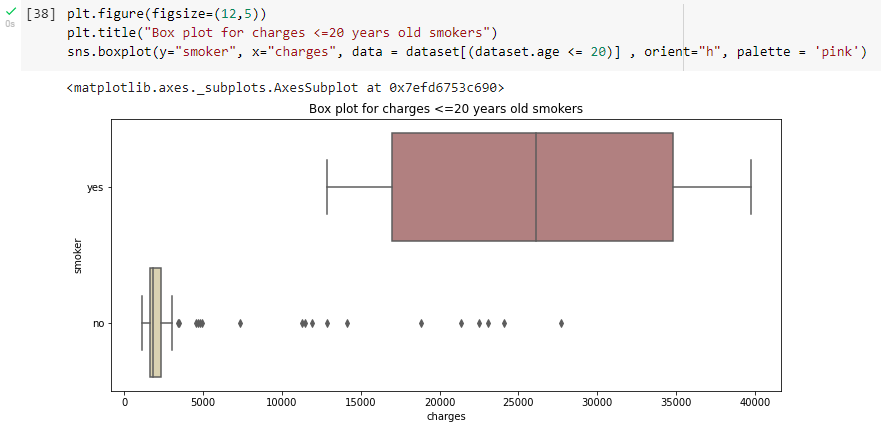 [38] plt.figure(figsize=(12,5))
0s
plt.title("Box plot for charges <=20 years old smokers")
sns.boxplot(y="smoker", x="charges", data = dataset[(dataset.age <= 20)] , orient="h", palette = 'pink')
<matplotlib.axes._subplots.AxesSubplot at 0x7efd6753c690>
Box plot for charges <=20 years old smokers
yes
smoker
no
0 5000 10000 15000 20000 25000 30000 35000 40000
charges